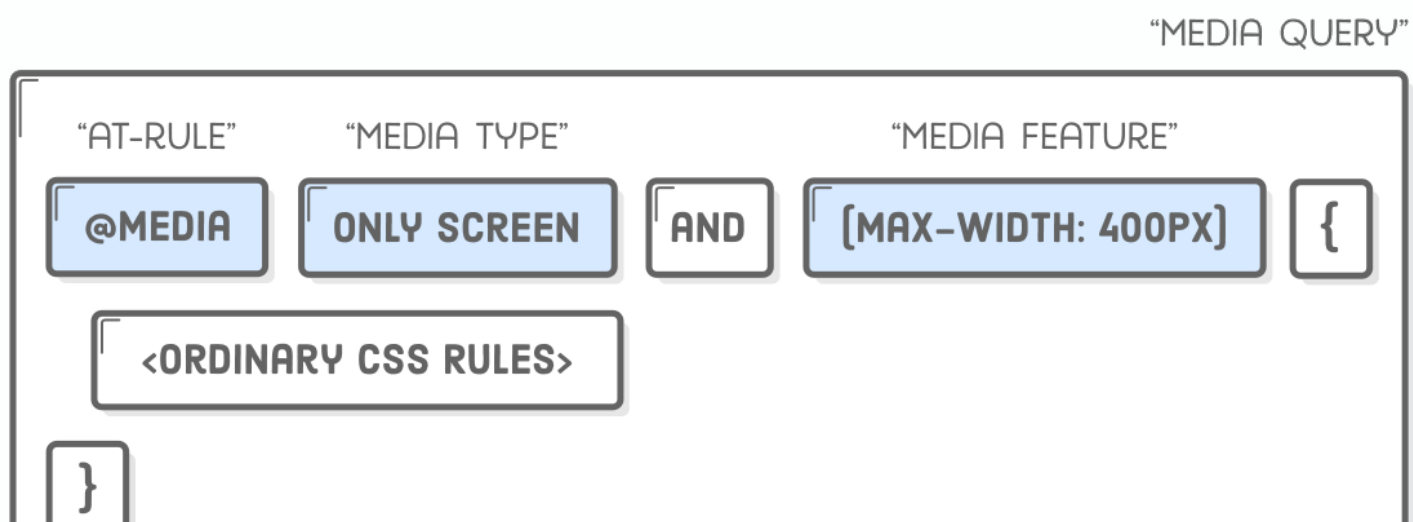 “MEDIA QUERY”
“AT-RULE” “MEDIA TYPE” “MEDIA FEATURE”
@MEDIA ONLY SCREEN AND (MAX-WIDTH: 400PX) {
<ORDINARY CSS RULES>
}